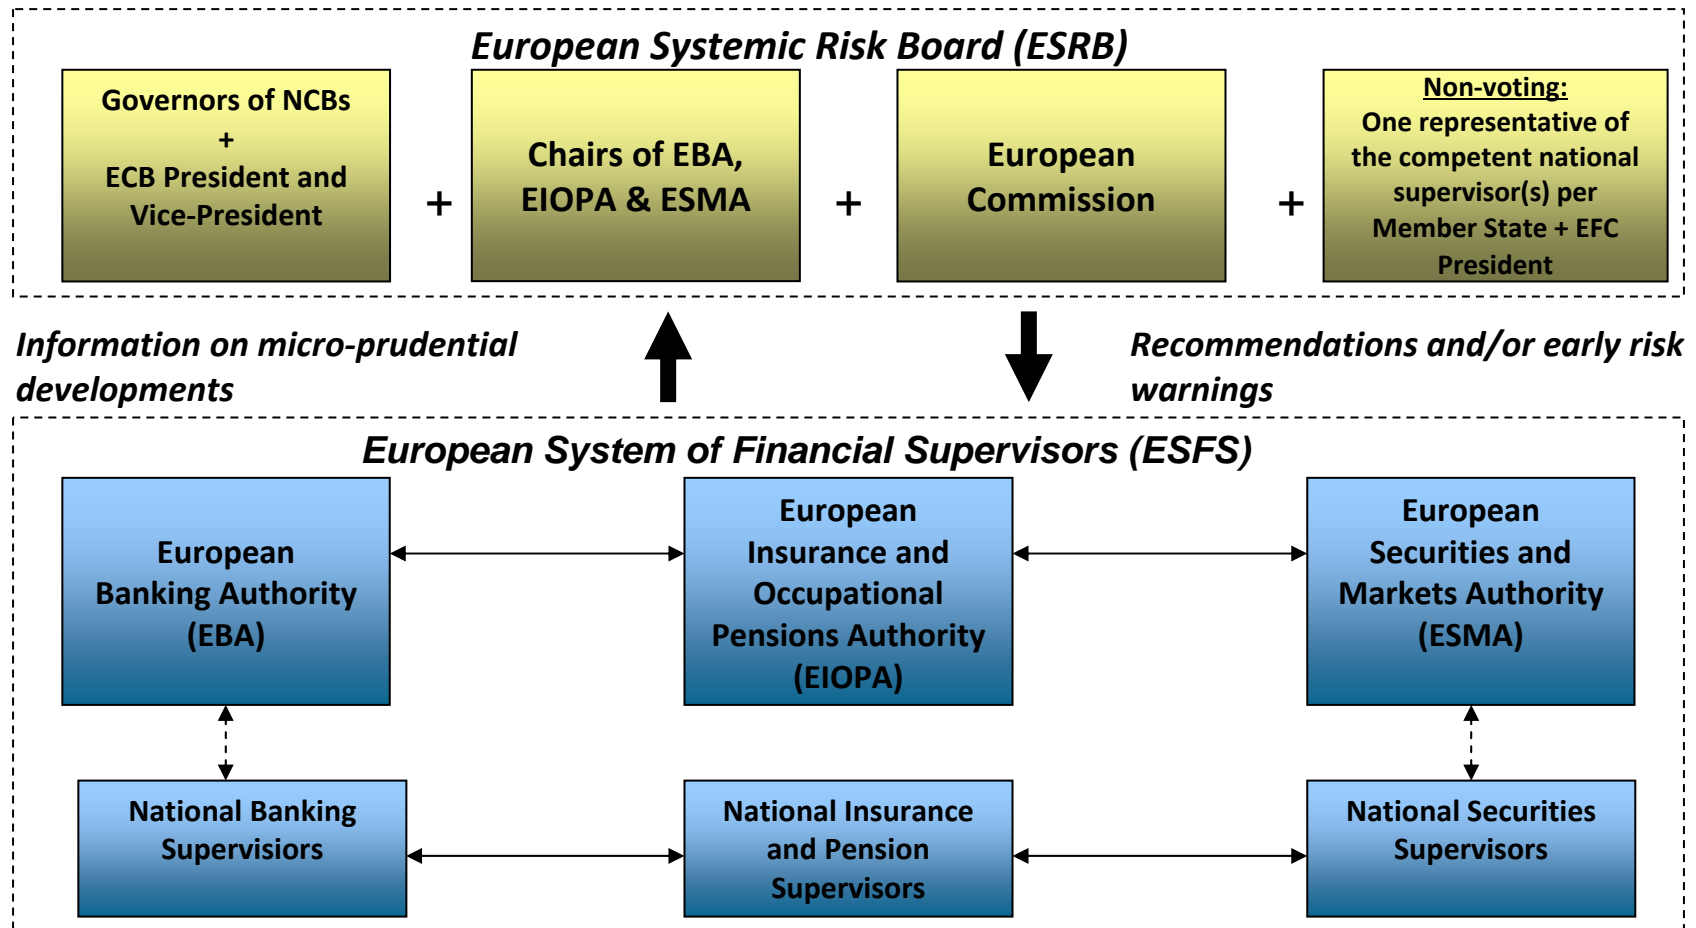 European Systemic Risk Board (ESRB)
Governors of NCBs
+
ECB President and
Vice-President
+
Chairs of EBA,
EIOPA & ESMA
+
European
Commission
+
Non-voting:
One representative of
the competent national
supervisor(s) per
Member State + EFC
President
Information on micro-prudential
developments
Recommendations and/or early risk
warnings
European System of Financial Supervisors (ESFS)
European
Banking Authority
(EBA)
European
Insurance and
Occupational
Pensions Authority
(EIOPA)
European
Securities and
Markets Authority
(ESMA)
National Banking
Supervisiors
National Insurance
and Pension
Supervisors
National Securities
Supervisors